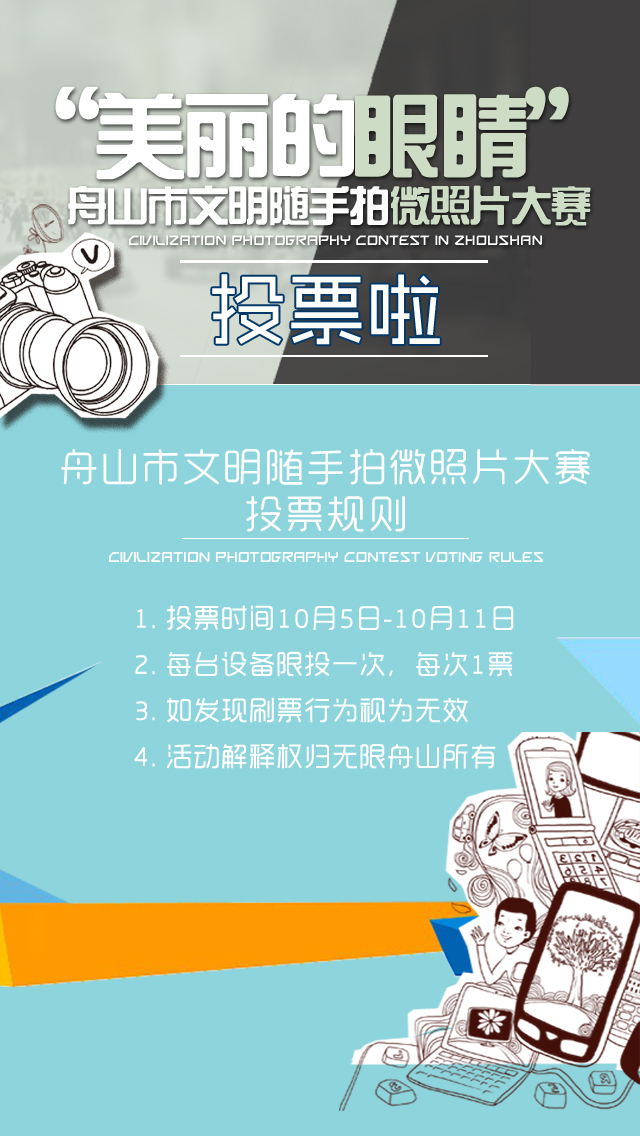 “美丽的眼睛”
舟山市文明随手拍微照片大赛
CIVILIZATION PHOTOGRAPHY CONTEST IN ZHOUSHAN
V
投票啦
舟山市文明随手拍微照片大赛
投票规则
CIVILIZATION PHOTOGRAPHY CONTEST VOTING RULES
1. 投票时间10月5日-10月11日
2. 每台设备限投一次，每次1票
3. 如发现刷票行为视为无效
4. 活动解释权归无限舟山所有